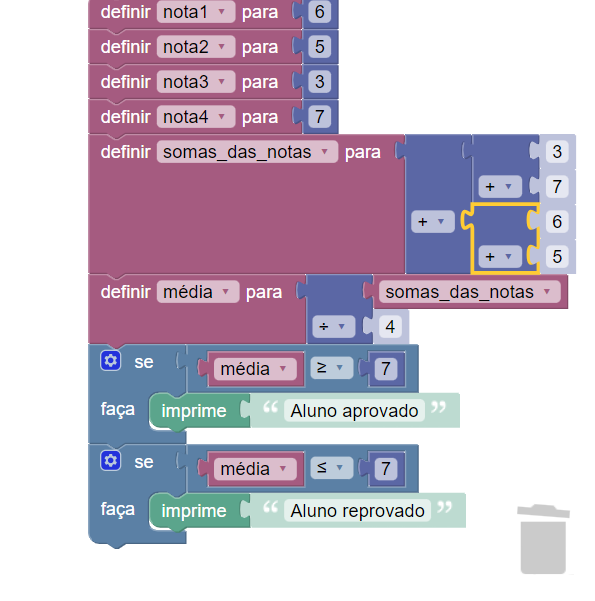 definir nota1 para 6
definir nota2 para 5
definir nota3 para 3
definir nota4 para 7
definir somas_das_notas para 3
+ 7
+ 6
+ 5
definir média para somas_das_notas
÷ 4
se média ≥ 7
faça imprime “ Aluno aprovado ”
se média ≤ 7
faça imprime “ Aluno reprovado ”